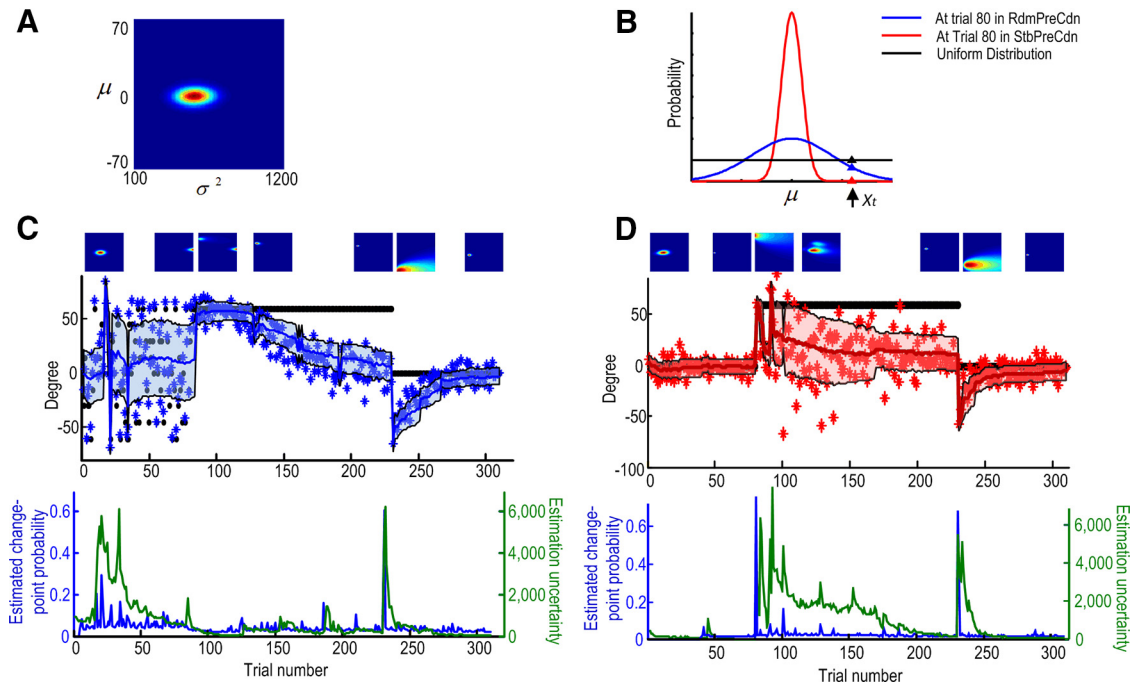 A
70
μ
0
-70
100
σ ²
1200
B
Probability
μ
Xt
At trial 80 in RdmPreCdn
At Trial 80 in StbPreCdn
Uniform Distribution
C
Degree
50
0
-50
0
50
100
150
200
250
300
Estimated change-
point probability
0.6
0.4
0.2
0
6,000
4,000
2,000
0
Estimation uncertainty
0
50
100
150
200
250
300
Trial number
D
Degree
50
0
-50
-100
0
50
100
150
200
250
300
Estimated change-
point probability
0.6
0.4
0.2
0
6,000
4,000
2,000
0
Estimation uncertainty
50
100
150
200
250
300
Trial number